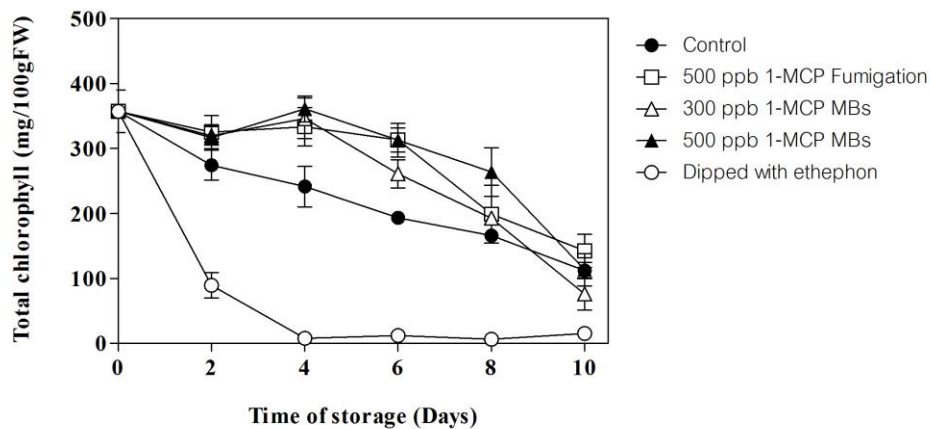 Total chlorophyll (mg/100gFW)
500
400
300
200
100
0
0 2 4 6 8 10
Time of storage (Days)
Control
500 ppb 1-MCP Fumigation
300 ppb 1-MCP MBs
500 ppb 1-MCP MBs
Dipped with ethephon